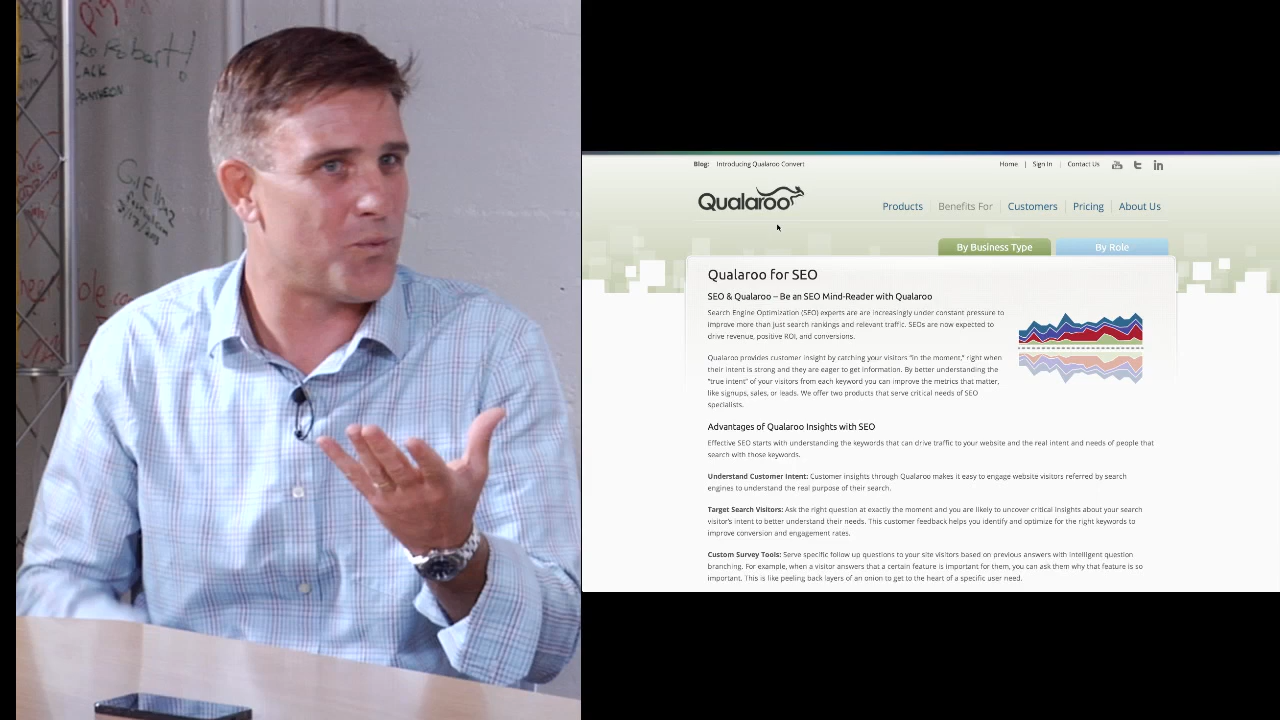 Pig
ko Robert!
ZACK
PANTHEON
Blog: Introducing Qualaroo Convert
Home | Sign In | Contact Us
You Tube
in
Qualaroo
Products | Benefits For | Customers | Pricing | About Us
By Business Type
By Role
Qualaroo for SEO
SEO & Qualaroo – Be an SEO Mind-Reader with Qualaroo
Search Engine Optimization (SEO) experts are are increasingly under constant pressure to
improve more than just search rankings and relevant traffic. SEOs are now expected to
drive revenue, positive ROI, and conversions.
Qualaroo provides customer insight by catching your visitors "in the moment," right when
their intent is strong and they are eager to get information. By better understanding the
"true intent" of your visitors from each keyword you can improve the metrics that matter,
like signups, sales, or leads. We offer two products that serve critical needs of SEO
specialists.
Advantages of Qualaroo Insights with SEO
Effective SEO starts with understanding the keywords that can drive traffic to your website and the real intent and needs of people that
search with those keywords.
Understand Customer Intent: Customer insights through Qualaroo makes it easy to engage website visitors referred by search
engines to understand the real purpose of their search.
Target Search Visitors: Ask the right question at exactly the moment and you are likely to uncover critical insights about your search
visitor's intent to better understand their needs. This customer feedback helps you identify and optimize for the right keywords to
improve conversion and engagement rates.
Custom Survey Tools: Serve specific follow up questions to your site visitors based on previous answers with intelligent question
branching. For example, when a visitor answers that a certain feature is important for them, you can ask them why that feature is so
important. This is like peeling back layers of an onion to get to the heart of a specific user need.